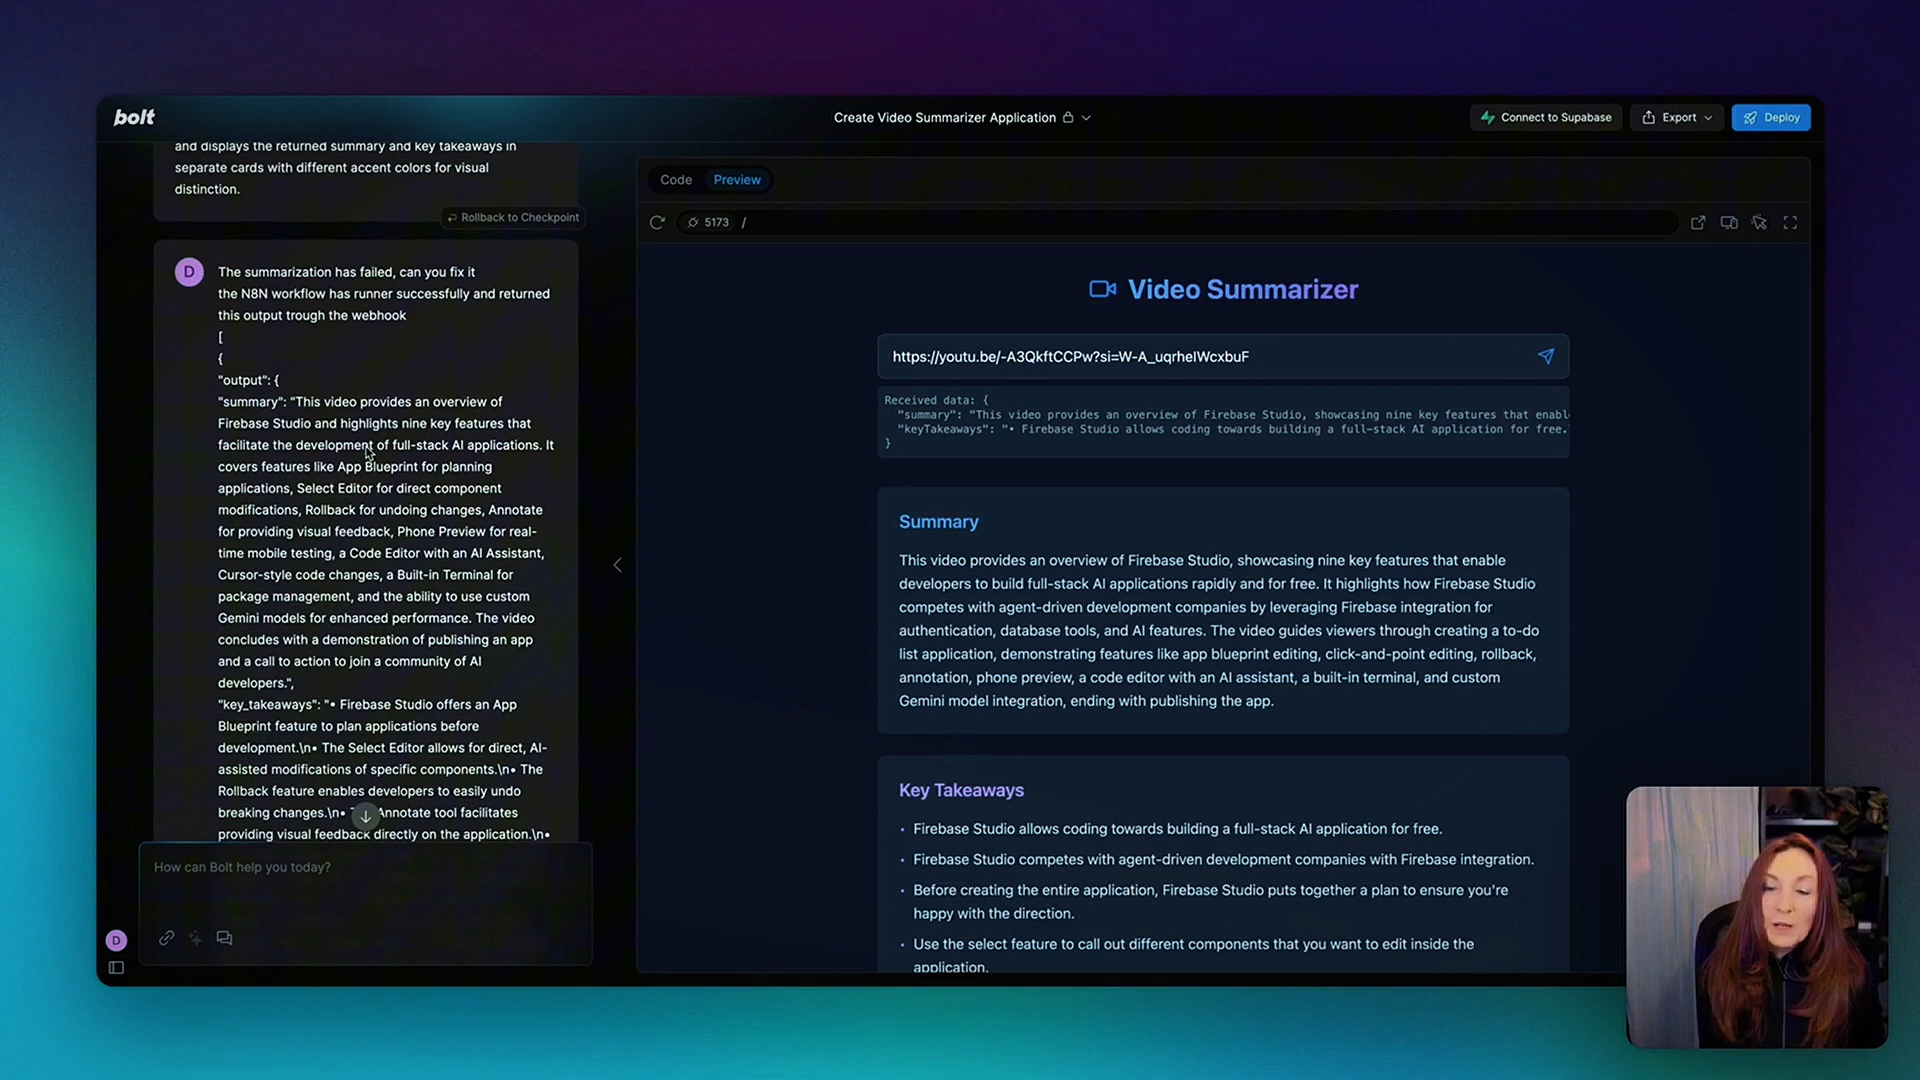 bolt
Create Video Summarizer Application
Connect to Supabase
Export
Deploy
and displays the returned summary and key takeaways in
separate cards with different accent colors for visual
distinction.
Rollback to Checkpoint
D
The summarization has failed, can you fix it
the N8N workflow has runner successfully and returned
this output trough the webhook
[
{
"output": {
"summary": "This video provides an overview of
Firebase Studio and highlights nine key features that
facilitate the development of full-stack AI applications. It
covers features like App Blueprint for planning
applications, Select Editor for direct component
modifications, Rollback for undoing changes, Annotate
for providing visual feedback, Phone Preview for real-
time mobile testing, a Code Editor with an AI Assistant,
Cursor-style code changes, a Built-in Terminal for
package management, and the ability to use custom
Gemini models for enhanced performance. The video
concludes with a demonstration of publishing an app
and a call to action to join a community of AI
developers.",
"key_takeaways": "• Firebase Studio offers an App
Blueprint feature to plan applications before
development.\n• The Select Editor allows for direct, AI-
assisted modifications of specific components.\n• The
Rollback feature enables developers to easily undo
breaking changes.\n• Annotate tool facilitates
providing visual feedback directly on the application.\n•
How can Bolt help you today?
D
Code
Preview
5173 /
Video Summarizer
https://youtu.be/-A3QkftCCPw?si=W-A_uqrheIWcxbuF
Received data: {
"summary": "This video provides an overview of Firebase Studio, showcasing nine key features that enabl
"keyTakeaways": "• Firebase Studio allows coding towards building a full-stack AI application for free.
}
Summary
This video provides an overview of Firebase Studio, showcasing nine key features that enable
developers to build full-stack AI applications rapidly and for free. It highlights how Firebase Studio
competes with agent-driven development companies by leveraging Firebase integration for
authentication, database tools, and AI features. The video guides viewers through creating a to-do
list application, demonstrating features like app blueprint editing, click-and-point editing, rollback,
annotation, phone preview, a code editor with an AI assistant, a built-in terminal, and custom
Gemini model integration, ending with publishing the app.
Key Takeaways
• Firebase Studio allows coding towards building a full-stack AI application for free.
• Firebase Studio competes with agent-driven development companies with Firebase integration.
• Before creating the entire application, Firebase Studio puts together a plan to ensure you're
happy with the direction.
• Use the select feature to call out different components that you want to edit inside the
application.